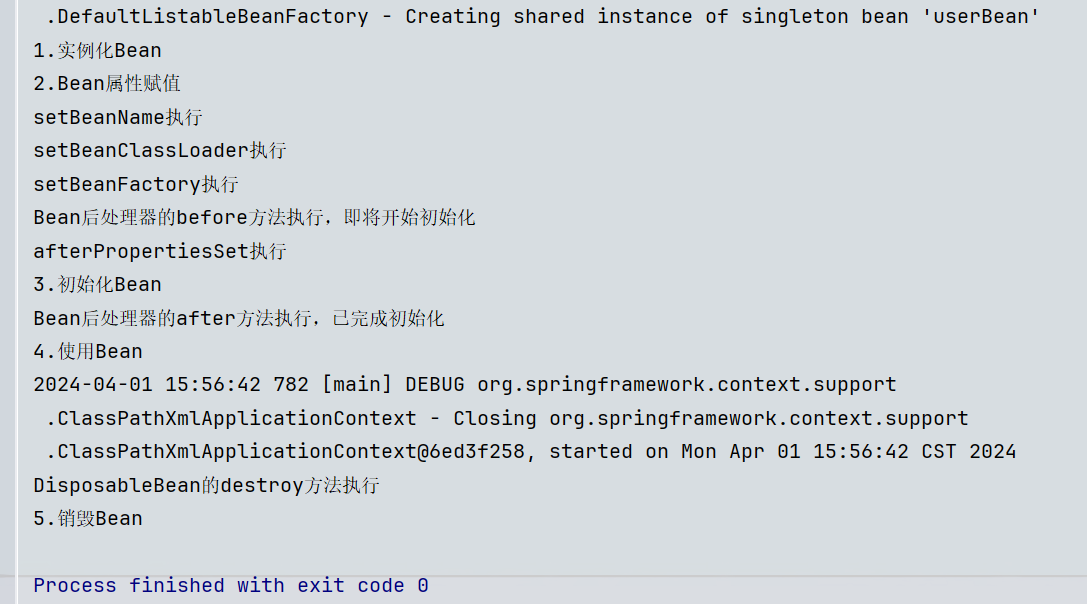 .DefaultListableBeanFactory - Creating shared instance of singleton bean 'userBean'
1.实例化Bean
2.Bean属性赋值
setBeanName执行
setBeanClassLoader执行
setBeanFactory执行
Bean后处理器的before方法执行，即将开始初始化
afterPropertiesSet执行
3.初始化Bean
Bean后处理器的after方法执行，已完成初始化
4.使用Bean
2024-04-01 15:56:42 782 [main] DEBUG org.springframework.context.support
.ClassPathXmlApplicationContext - Closing org.springframework.context.support
.ClassPathXmlApplicationContext@6ed3f258, started on Mon Apr 01 15:56:42 CST 2024
DisposableBean的destroy方法执行
5.销毁Bean
Process finished with exit code 0